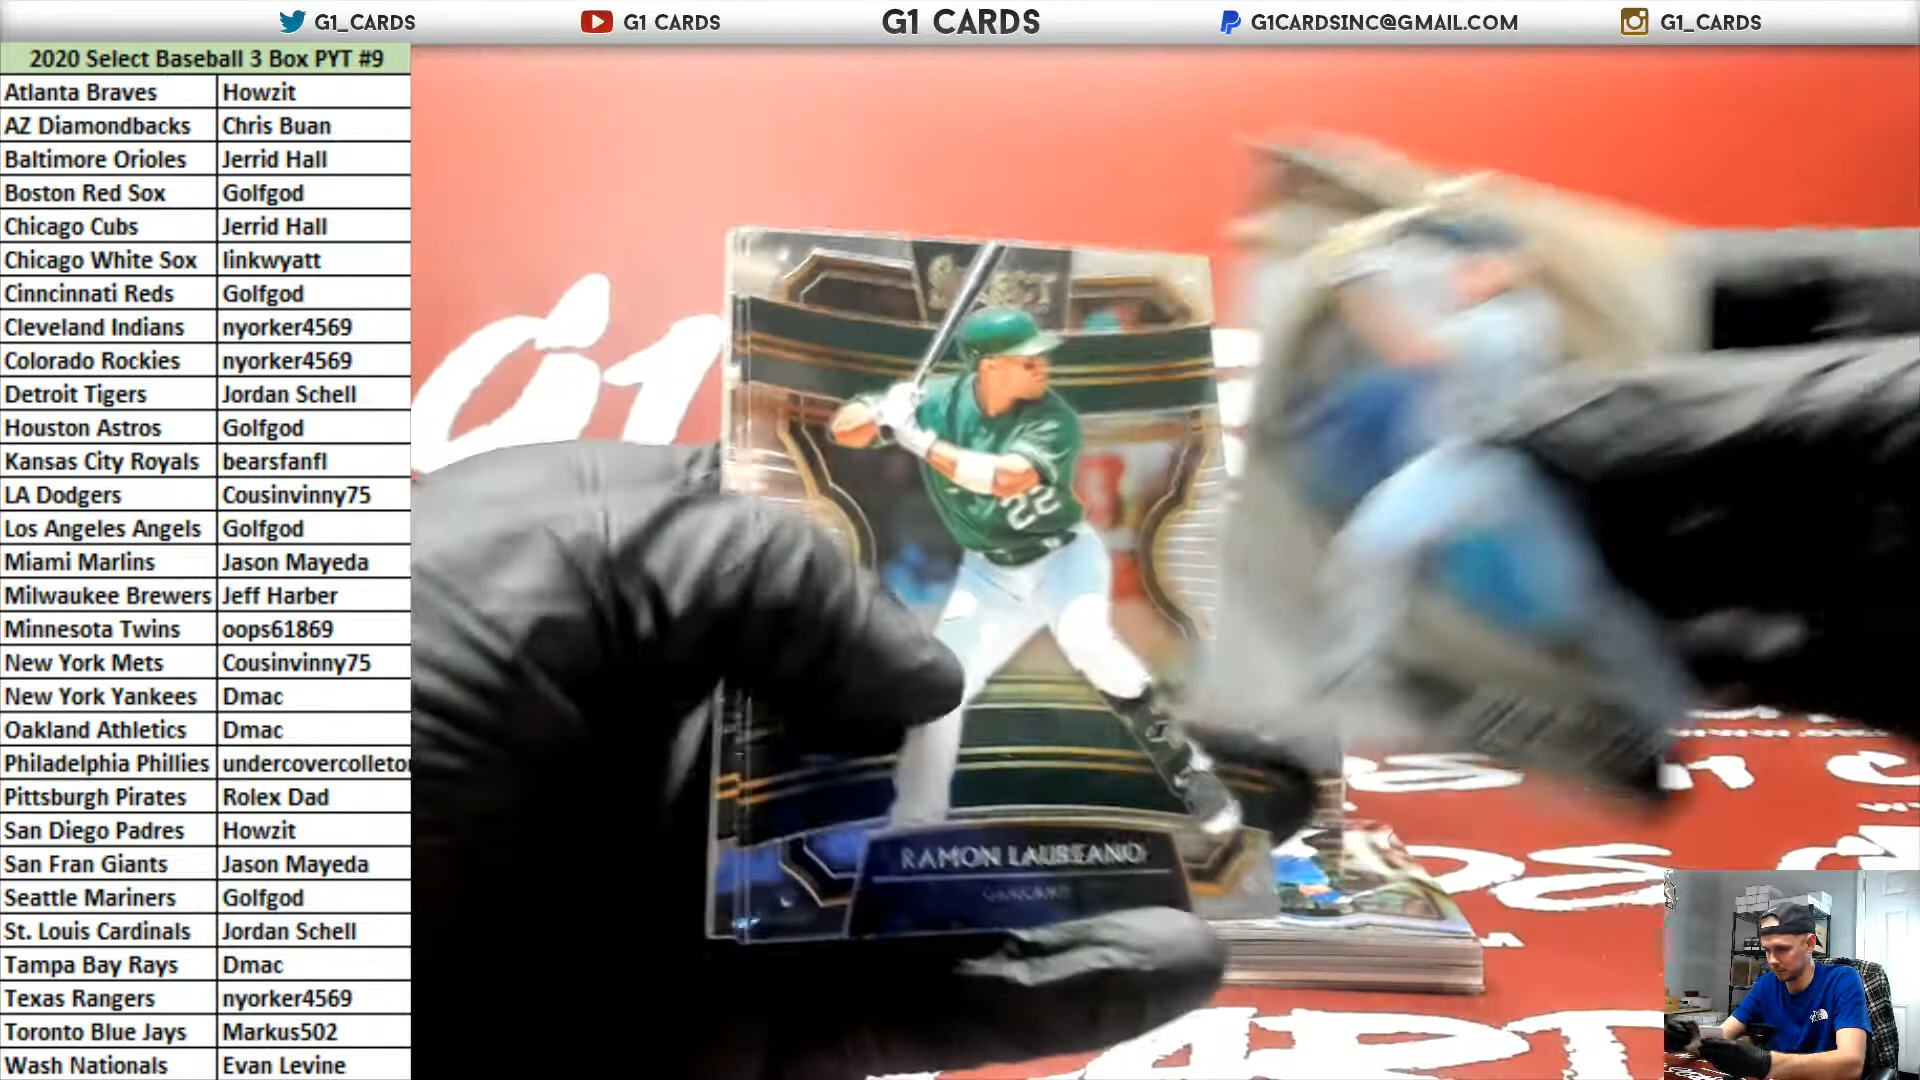 G1_CARDS
G1 CARDS
G1 CARDS
G1CARDSINC@GMAIL.COM
G1_CARDS
2020 Select Baseball 3 Box PYT #9
Atlanta Braves Howzit
AZ Diamondbacks Chris Buan
Baltimore Orioles Jerrid Hall
Boston Red Sox Golfgod
Chicago Cubs Jerrid Hall
Chicago White Sox linkwyatt
Cinncinnati Reds Golfgod
Cleveland Indians nyorker4569
Colorado Rockies nyorker4569
Detroit Tigers Jordan Schell
Houston Astros Golfgod
Kansas City Royals bearsfanfl
LA Dodgers Cousinvinny75
Los Angeles Angels Golfgod
Miami Marlins Jason Mayeda
Milwaukee Brewers Jeff Harber
Minnesota Twins oops61869
New York Mets Cousinvinny75
New York Yankees Dmac
Oakland Athletics Dmac
Philadelphia Phillies undercovercolleto
Pittsburgh Pirates Rolex Dad
San Diego Padres Howzit
San Fran Giants Jason Mayeda
Seattle Mariners Golfgod
St. Louis Cardinals Jordan Schell
Tampa Bay Rays Dmac
Texas Rangers nyorker4569
Toronto Blue Jays Markus502
Wash Nationals Evan Levine
G1
SELECT
22
RAMON LAUREANO